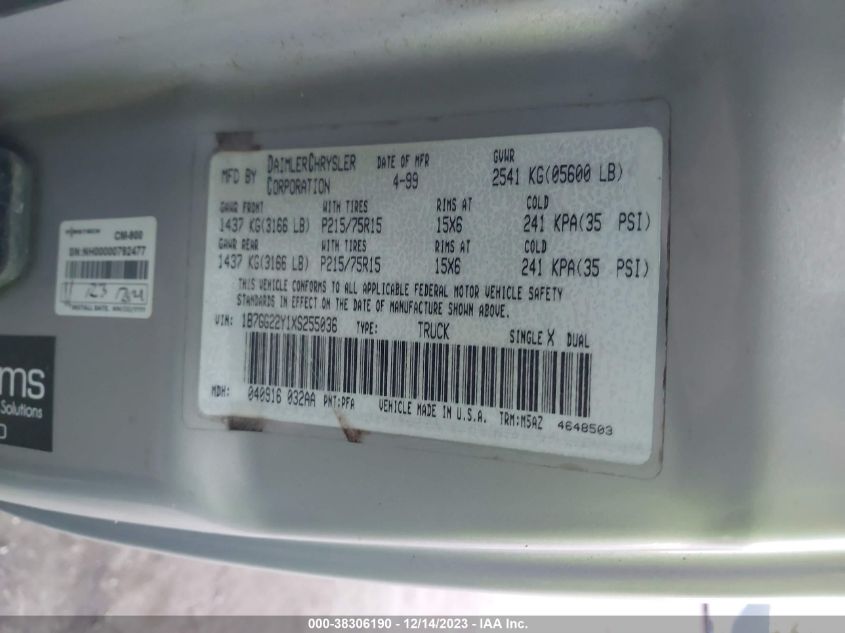 MFD BY DAIMLERCHRYSLER CORPORATION DATE OF MFR 4-99 GVWR 2541 KG(05600 LB)
GAWR FRONT WITH TIRES RIMS AT COLD
1437 KG(3166 LB) P215/75R15 15X6 241 KPA(35 PSI)
GAWR REAR WITH TIRES RIMS AT COLD
1437 KG(3166 LB) P215/75R15 15X6 241 KPA(35 PSI)
THIS VEHICLE CONFORMS TO ALL APPLICABLE FEDERAL MOTOR VEHICLE SAFETY
STANDARDS IN EFFECT ON THE DATE OF MANUFACTURE SHOWN ABOVE.
VIN: 1B7GG22Y1XS255036 TYPE: TRUCK SINGLE X DUAL
MDH: 040916 032AA PNT:PFA VEHICLE MADE IN U.S.A. TRM:M5AZ 4648503
CM-900
SN:NH00000792477
INSTALL DATE
ms
Solutions
000-38306190 - 12/14/2023 - IAA Inc.